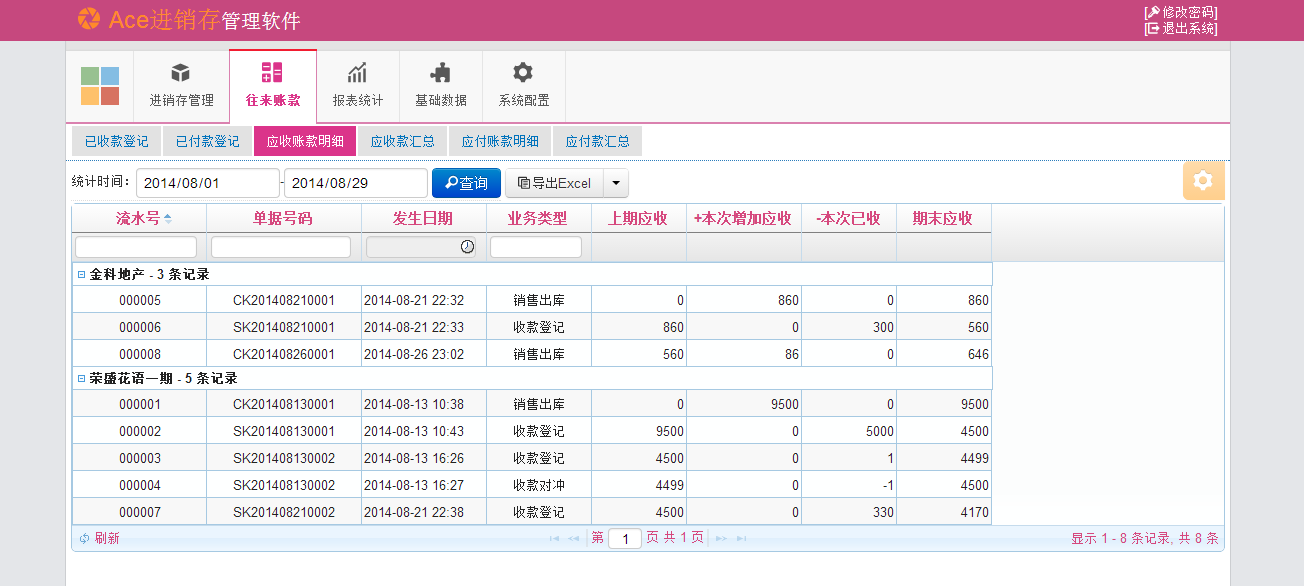 Ace进销存管理软件
[修改密码]
[退出系统]
进销存管理 往来账款 报表统计 基础数据 系统配置
已收款登记 已付款登记 应收账款明细 应收款汇总 应付账款明细 应付款汇总
统计时间： 2014/08/01 - 2014/08/29 查询 导出Excel
流水号 单据号码 发生日期 业务类型 上期应收 +本次增加应收 -本次已收 期末应收
金科地产 - 3 条记录
000005 CK201408210001 2014-08-21 22:32 销售出库 0 860 0 860
000006 SK201408210001 2014-08-21 22:33 收款登记 860 0 300 560
000008 CK201408260001 2014-08-26 23:02 销售出库 560 86 0 646
荣盛花语一期 - 5 条记录
000001 CK201408130001 2014-08-13 10:38 销售出库 0 9500 0 9500
000002 SK201408130001 2014-08-13 10:43 收款登记 9500 0 5000 4500
000003 SK201408130002 2014-08-13 16:26 收款登记 4500 0 1 4499
000004 SK201408130002 2014-08-13 16:27 收款对冲 4499 0 -1 4500
000007 SK201408210002 2014-08-21 22:38 收款登记 4500 0 330 4170
刷新 第 1 页 共 1 页 显示 1 - 8 条记录, 共 8 条